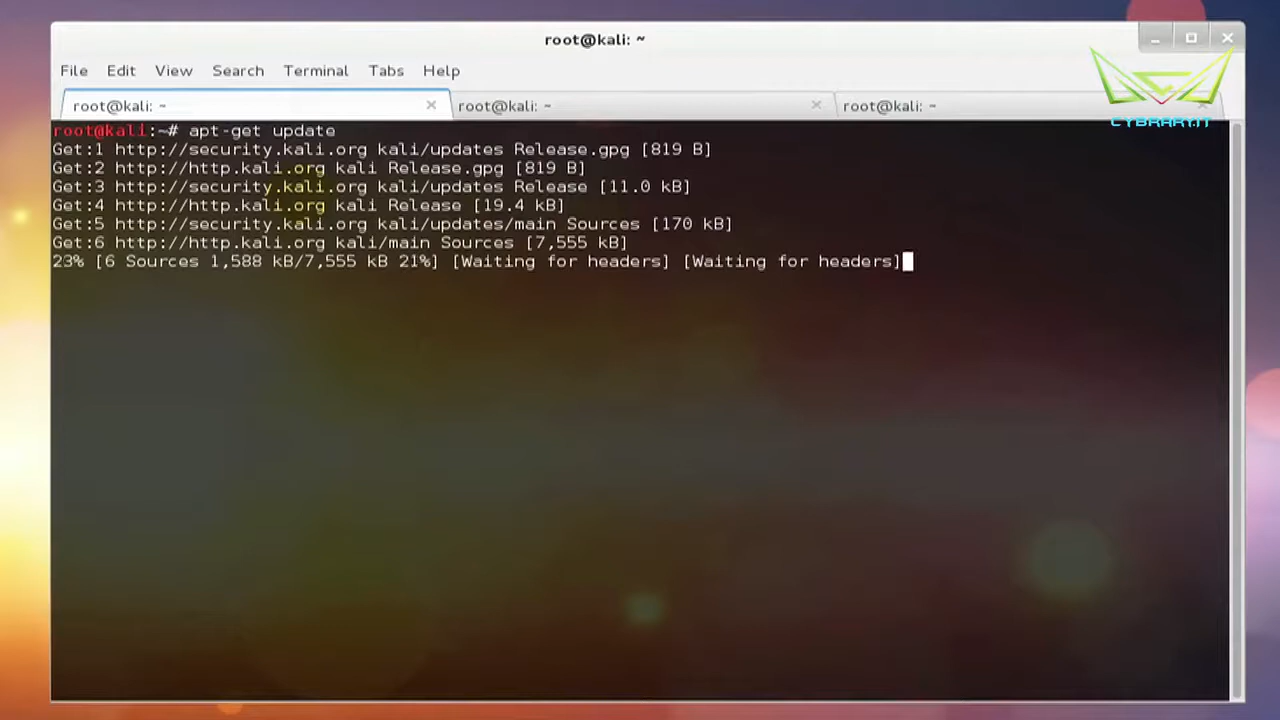 root@kali: ~
File Edit View Search Terminal Tabs Help
root@kali: ~ root@kali: ~ root@kali: ~
CYBRARY.IT
root@kali:~# apt-get update
Get:1 http://security.kali.org kali/updates Release.gpg [819 B]
Get:2 http://http.kali.org kali Release.gpg [819 B]
Get:3 http://security.kali.org kali/updates Release [11.0 kB]
Get:4 http://http.kali.org kali Release [19.4 kB]
Get:5 http://security.kali.org kali/updates/main Sources [170 kB]
Get:6 http://http.kali.org kali/main Sources [7,555 kB]
23% [6 Sources 1,588 kB/7,555 kB 21%] [Waiting for headers] [Waiting for headers]